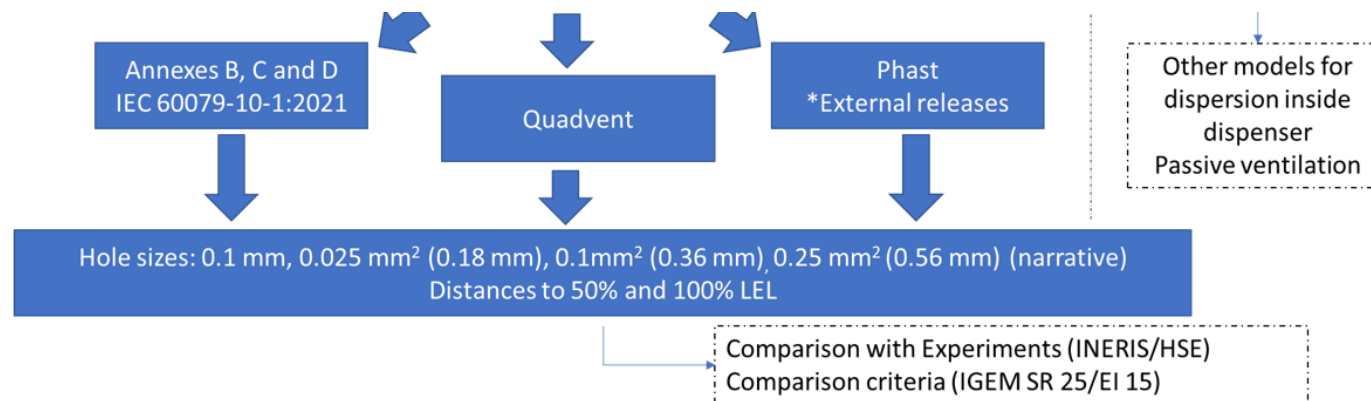 Annexes B, C and D
IEC 60079-10-1:2021
Quadvent
Phast
*External releases
Other models for
dispersion inside
dispenser
Passive ventilation
Hole sizes: 0.1 mm, 0.025 mm² (0.18 mm), 0.1mm² (0.36 mm), 0.25 mm² (0.56 mm) (narrative)
Distances to 50% and 100% LEL
Comparison with Experiments (INERIS/HSE)
Comparison criteria (IGEM SR 25/EI 15)